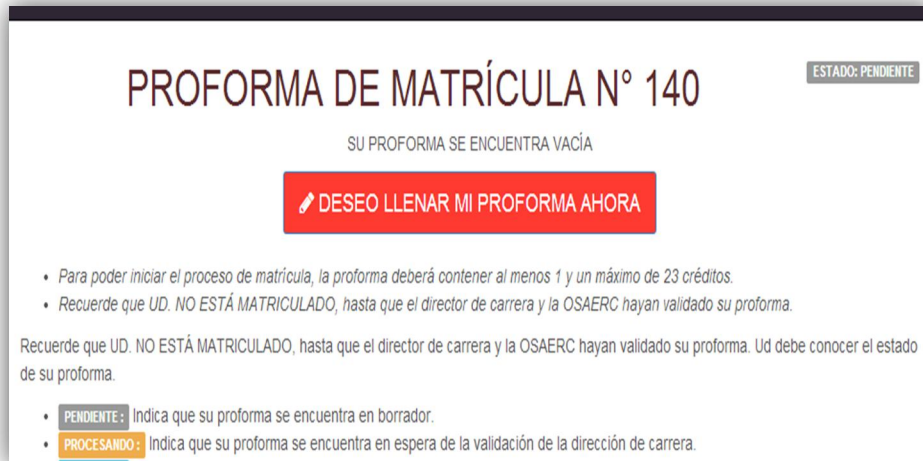 PROFORMA DE MATRÍCULA N° 140
ESTADO: PENDIENTE
SU PROFORMA SE ENCUENTRA VACÍA
DESEO LLENAR MI PROFORMA AHORA
• Para poder iniciar el proceso de matrícula, la proforma deberá contener al menos 1 y un máximo de 23 créditos.
• Recuerde que UD. NO ESTÁ MATRICULADO, hasta que el director de carrera y la OSAERC hayan validado su proforma.
Recuerde que UD. NO ESTÁ MATRICULADO, hasta que el director de carrera y la OSAERC hayan validado su proforma. Ud debe conocer el estado
de su proforma.
• PENDIENTE : Indica que su proforma se encuentra en borrador.
• PROCESANDO : Indica que su proforma se encuentra en espera de la validación de la dirección de carrera.